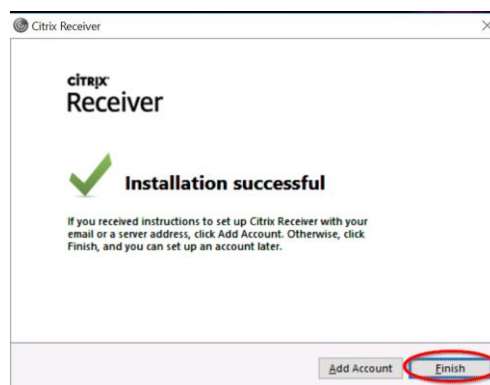 Citrix Receiver
CITRIX
Receiver
Installation successful
If you received instructions to set up Citrix Receiver with your
email or a server address, click Add Account. Otherwise, click
Finish, and you can set up an account later.
Add Account Finish